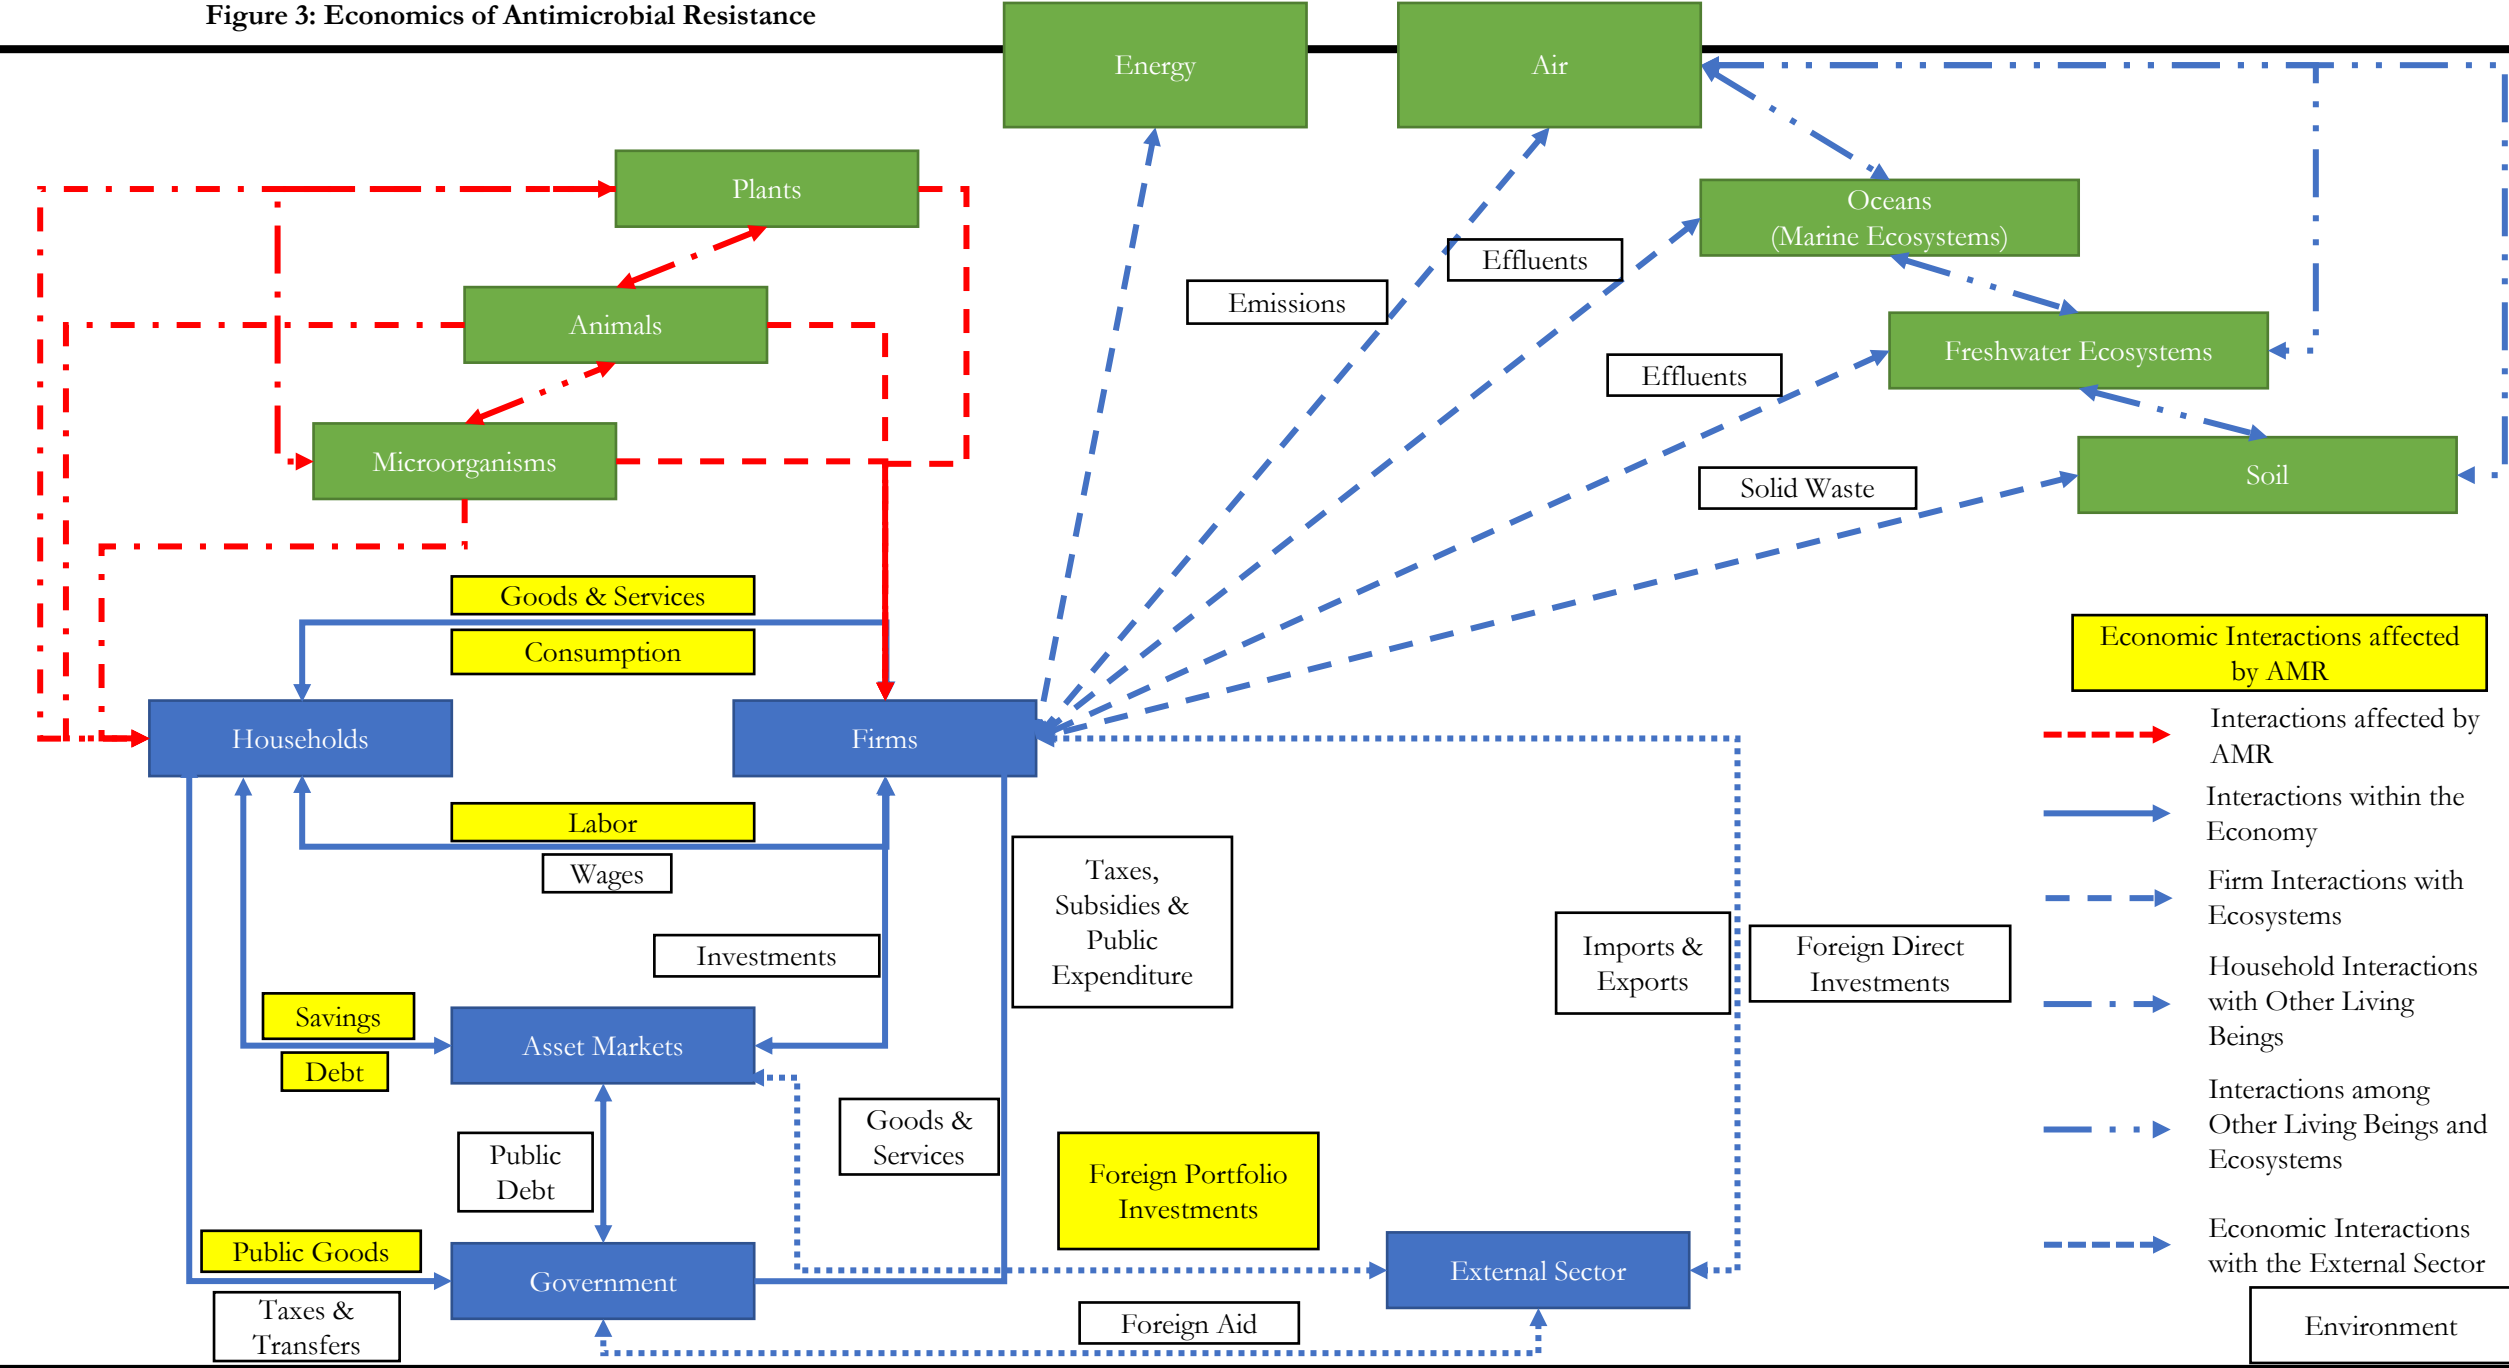 Figure 3: Economics of Antimicrobial Resistance
Energy
Air
Plants
Oceans
(Marine Ecosystems)
Effluents
Emissions
Animals
Freshwater Ecosystems
Effluents
Microorganisms
Solid Waste
Soil
Goods & Services
Consumption
Economic Interactions affected
by AMR
Households
Firms
Interactions affected by
AMR
Interactions within the
Economy
Labor
Wages
Taxes,
Subsidies &
Public
Expenditure
Firm Interactions with
Ecosystems
Investments
Imports &
Exports
Foreign Direct
Investments
Household Interactions
with Other Living
Beings
Savings
Debt
Asset Markets
Goods &
Services
Public
Debt
Foreign Portfolio
Investments
Interactions among
Other Living Beings and
Ecosystems
Public Goods
Government
External Sector
Economic Interactions
with the External Sector
Taxes &
Transfers
Foreign Aid
Environment